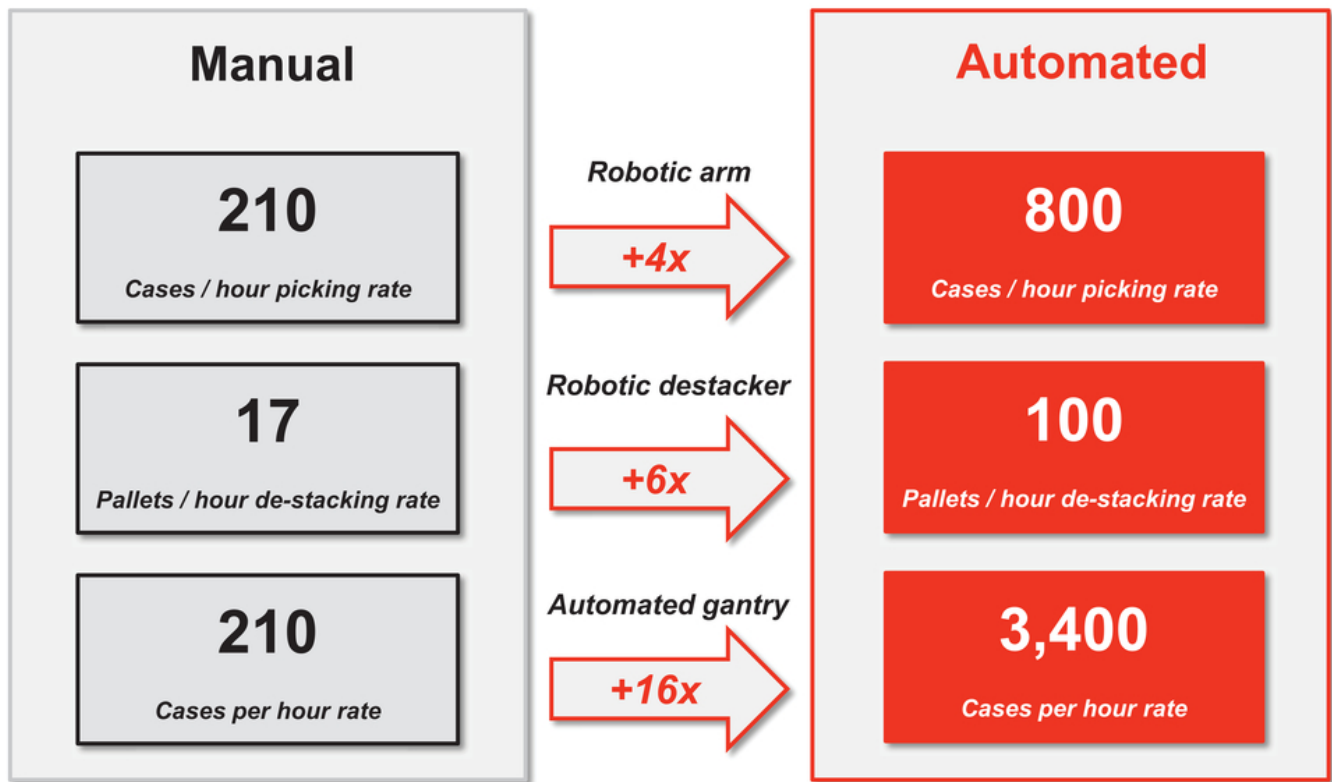 Manual
Automated
210
Cases / hour picking rate
Robotic arm
+4x
800
Cases / hour picking rate
17
Pallets / hour de-stacking rate
Robotic destacker
+6x
100
Pallets / hour de-stacking rate
210
Cases per hour rate
Automated gantry
+16x
3,400
Cases per hour rate